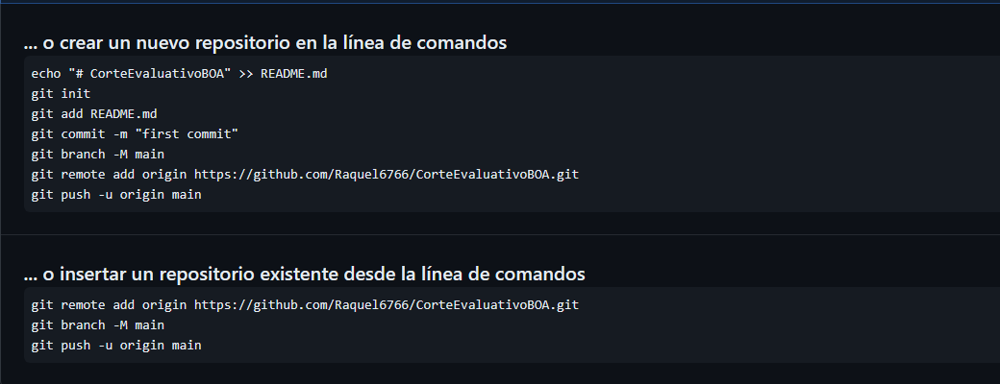 ... o crear un nuevo repositorio en la línea de comandos
echo "# CorteEvaluativoBOA" >> README.md
git init
git add README.md
git commit -m "first commit"
git branch -M main
git remote add origin https://github.com/Raquel6766/CorteEvaluativoBOA.git
git push -u origin main
... o insertar un repositorio existente desde la línea de comandos
git remote add origin https://github.com/Raquel6766/CorteEvaluativoBOA.git
git branch -M main
git push -u origin main